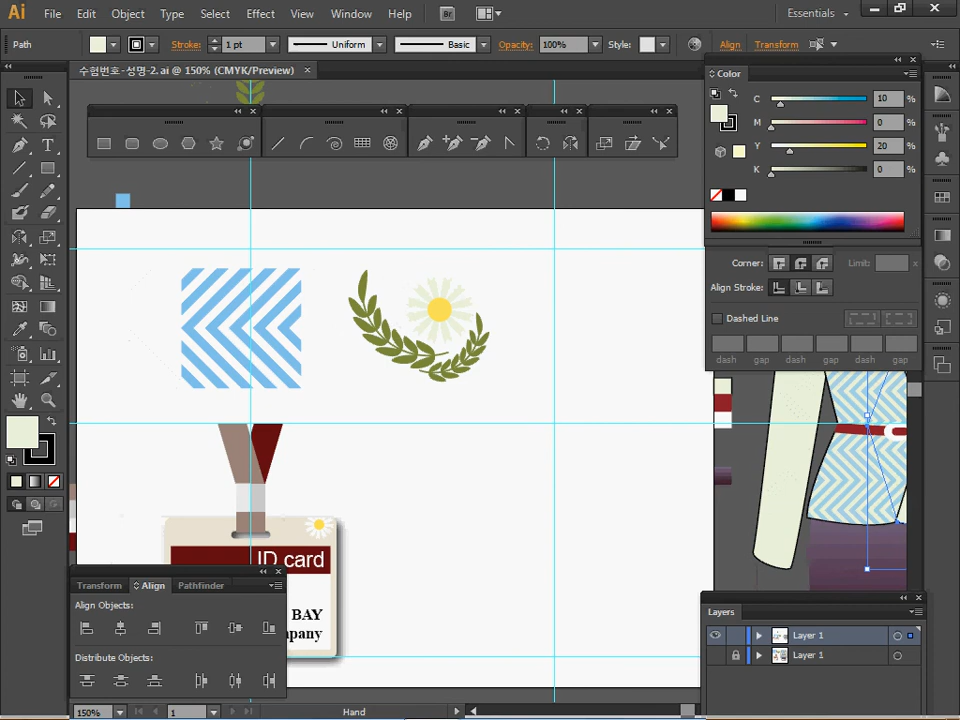 Ai File Edit Object Type Select Effect View Window Help Br Essentials
Path Stroke: 1 pt Uniform Basic Opacity: 100% Style: Align Transform
수험번호-성명-2.ai @ 150% (CMYK/Preview) ×
Color
C 10 %
M 0 %
Y 20 %
K 0 %
Corner: Limit: x
Align Stroke:
Dashed Line
dash gap dash gap dash gap
ID card
BAY
mpany
Transform Align Pathfinder
Align Objects:
Distribute Objects:
Layers
Layer 1
Layer 1
150% 1 Hand